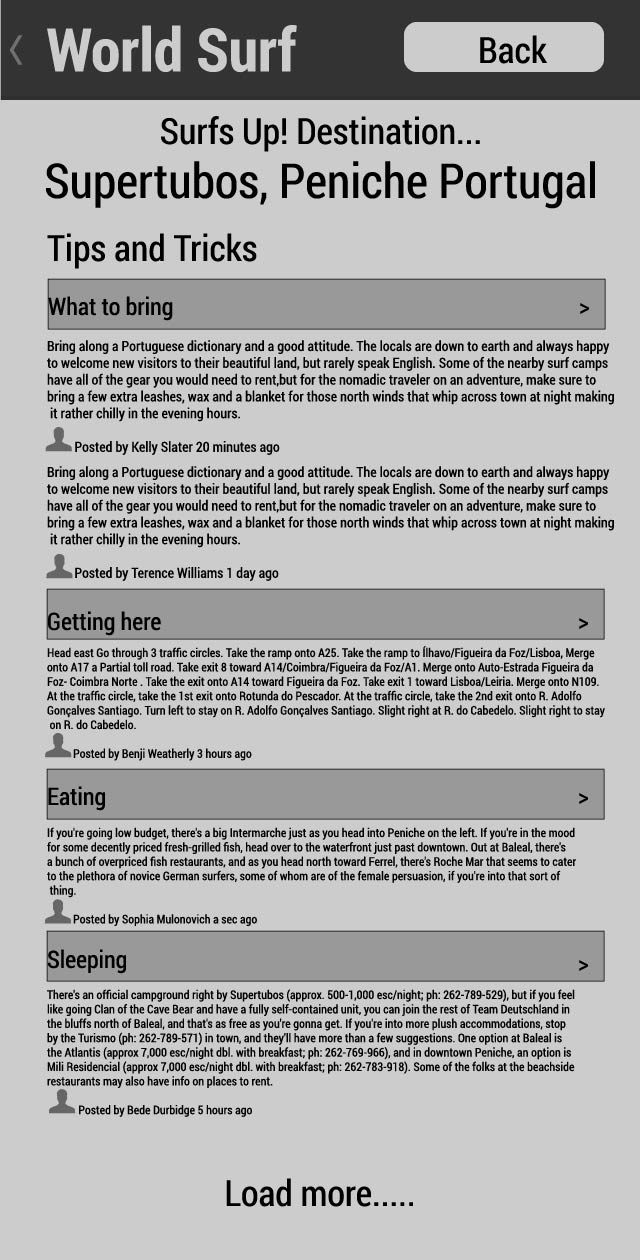 World Surf
Back
Surfs Up! Destination...
Supertubos, Peniche Portugal
Tips and Tricks
What to bring >
Bring along a Portuguese dictionary and a good attitude. The locals are down to earth and always happy
to welcome new visitors to their beautiful land, but rarely speak English. Some of the nearby surf camps
have all of the gear you would need to rent,but for the nomadic traveler on an adventure, make sure to
bring a few extra leashes, wax and a blanket for those north winds that whip across town at night making
it rather chilly in the evening hours.
Posted by Kelly Slater 20 minutes ago
Bring along a Portuguese dictionary and a good attitude. The locals are down to earth and always happy
to welcome new visitors to their beautiful land, but rarely speak English. Some of the nearby surf camps
have all of the gear you would need to rent,but for the nomadic traveler on an adventure, make sure to
bring a few extra leashes, wax and a blanket for those north winds that whip across town at night making
it rather chilly in the evening hours.
Posted by Terence Williams 1 day ago
Getting here >
Head east Go through 3 traffic circles. Take the ramp onto A25. Take the ramp to Ílhavo/Figueira da Foz/Lisboa, Merge
onto A17 a Partial toll road. Take exit 8 toward A14/Coimbra/Figueira da Foz/A1. Merge onto Auto-Estrada Figueira da
Foz- Coimbra Norte . Take the exit onto A14 toward Figueira da Foz. Take exit 1 toward Lisboa/Leiria. Merge onto N109.
At the traffic circle, take the 1st exit onto Rotunda do Pescador. At the traffic circle, take the 2nd exit onto R. Adolfo
Gonçalves Santiago. Turn left to stay on R. Adolfo Gonçalves Santiago. Slight right at R. do Cabedelo. Slight right to stay
on R. do Cabedelo.
Posted by Benji Weatherly 3 hours ago
Eating >
If you're going low budget, there's a big Intermarche just as you head into Peniche on the left. If you're in the mood
for some decently priced fresh-grilled fish, head over to the waterfront just past downtown. Out at Baleal, there's
a bunch of overpriced fish restaurants, and as you head north toward Ferrel, there's Roche Mar that seems to cater
to the plethora of novice German surfers, some of whom are of the female persuasion, if you're into that sort of
thing.
Posted by Sophia Mulonovich a sec ago
Sleeping >
There's an official campground right by Supertubos (approx. 500-1,000 esc/night; ph: 262-789-529), but if you feel
like going Clan of the Cave Bear and have a fully self-contained unit, you can join the rest of Team Deutschland in
the bluffs north of Baleal, and that's as free as you're gonna get. If you're into more plush accommodations, stop
by the Turismo (ph: 262-789-571) in town, and they'll have more than a few suggestions. One option at Baleal is
the Atlantis (approx 7,000 esc/night dbl. with breakfast; ph: 262-769-966), and in downtown Peniche, an option is
Mili Residencial (approx 7,000 esc/night dbl. with breakfast; ph: 262-783-918). Some of the folks at the beachside
restaurants may also have info on places to rent.
Posted by Bede Durbidge 5 hours ago
Load more.....